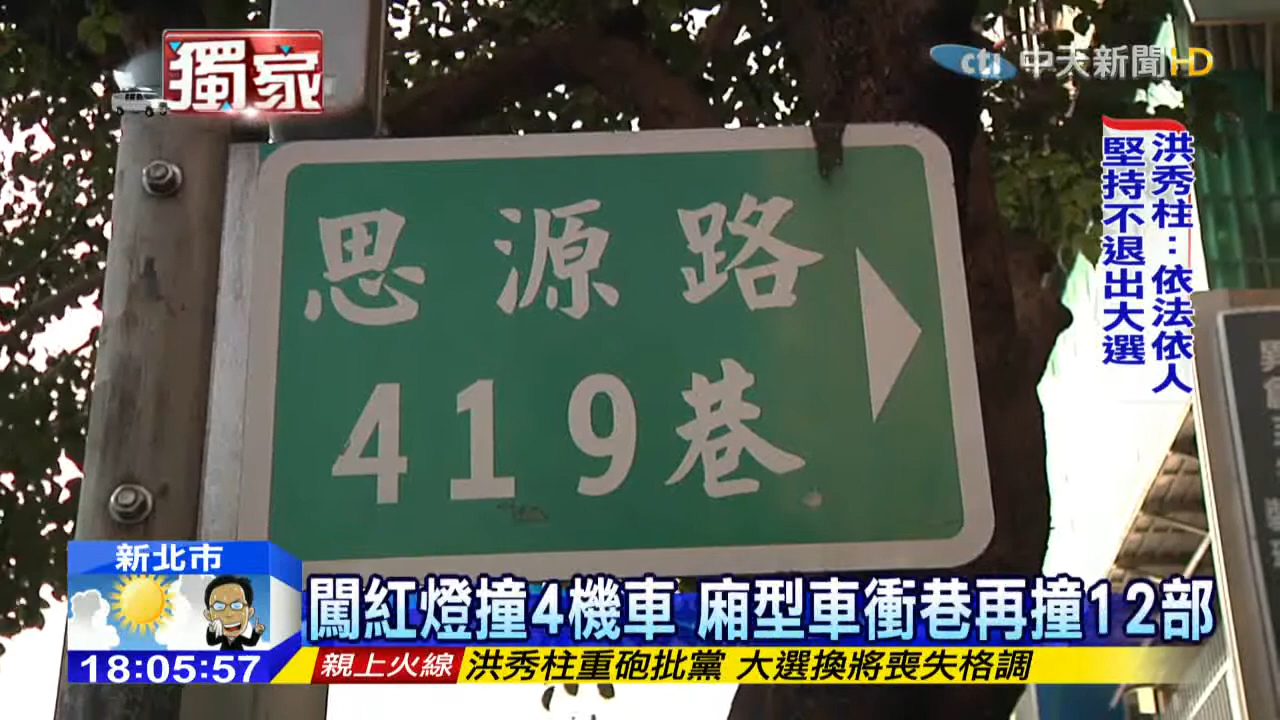 獨家
cti 中天新聞HD
洪秀柱：依法依人
堅持不退出大選
思源路
419巷
新北市
18:05:57
闖紅燈撞4機車 廂型車衝巷再撞12部
親上火線
洪秀柱重砲批黨 大選換將喪失格調